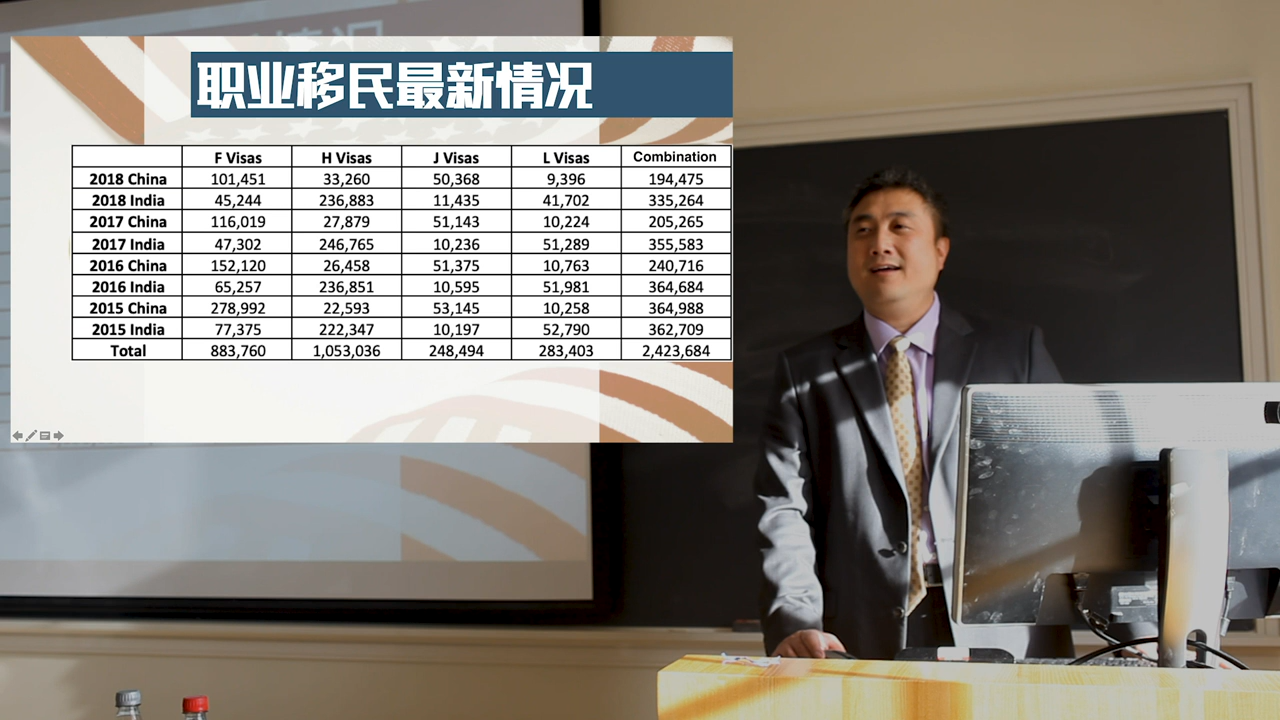 职业移民最新情况
F Visas H Visas J Visas L Visas Combination
2018 China 101,451 33,260 50,368 9,396 194,475
2018 India 45,244 236,883 11,435 41,702 335,264
2017 China 116,019 27,879 51,143 10,224 205,265
2017 India 47,302 246,765 10,236 51,289 355,583
2016 China 152,120 26,458 51,375 10,763 240,716
2016 India 65,257 236,851 10,595 51,981 364,684
2015 China 278,992 22,593 53,145 10,258 364,988
2015 India 77,375 222,347 10,197 52,790 362,709
Total 883,760 1,053,036 248,494 283,403 2,423,684